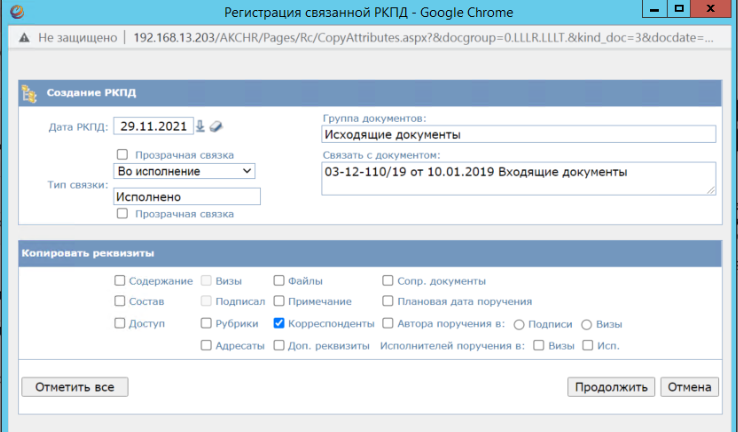 Регистрация связанной РКПД - Google Chrome
Не защищено | 192.168.13.203/AKCHR/Pages/Rc/CopyAttributes.aspx?&docgroup=0.LLLR.LLLT.&kind_doc=3&docdate=...
Создание РКПД
Дата РКПД: 29.11.2021
Группа документов:
Исходящие документы
Прозрачная связка
Связать с документом:
03-12-110/19 от 10.01.2019 Входящие документы
Тип связки:
Во исполнение
Исполнено
Прозрачная связка
Копировать реквизиты
Содержание Визы Файлы Сопр. документы
Состав Подписал Примечание Плановая дата поручения
Доступ Рубрики Корреспонденты Автора поручения в: Подписи Визы
Адресаты Доп. реквизиты Исполнителей поручения в: Визы Исп.
Отметить все Продолжить Отмена